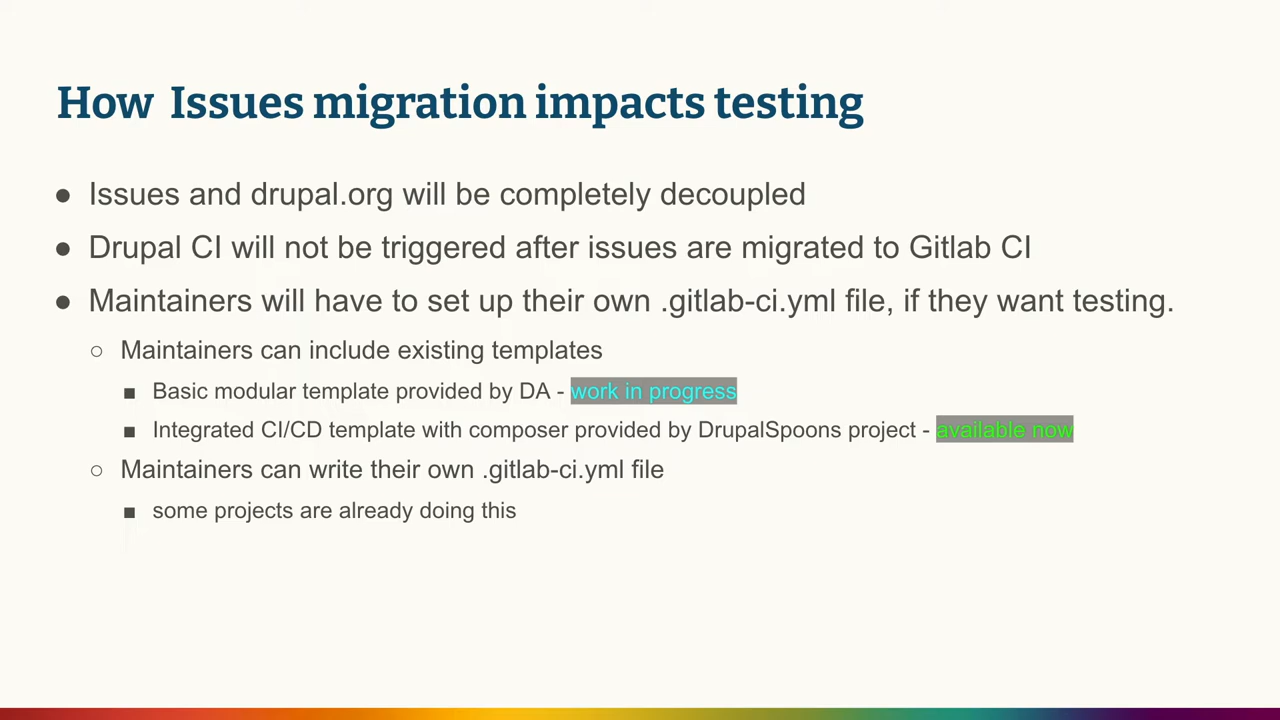 How Issues migration impacts testing
● Issues and drupal.org will be completely decoupled
● Drupal CI will not be triggered after issues are migrated to Gitlab CI
● Maintainers will have to set up their own .gitlab-ci.yml file, if they want testing.
○ Maintainers can include existing templates
■ Basic modular template provided by DA - work in progress
■ Integrated CI/CD template with composer provided by DrupalSpoons project - available now
○ Maintainers can write their own .gitlab-ci.yml file
■ some projects are already doing this